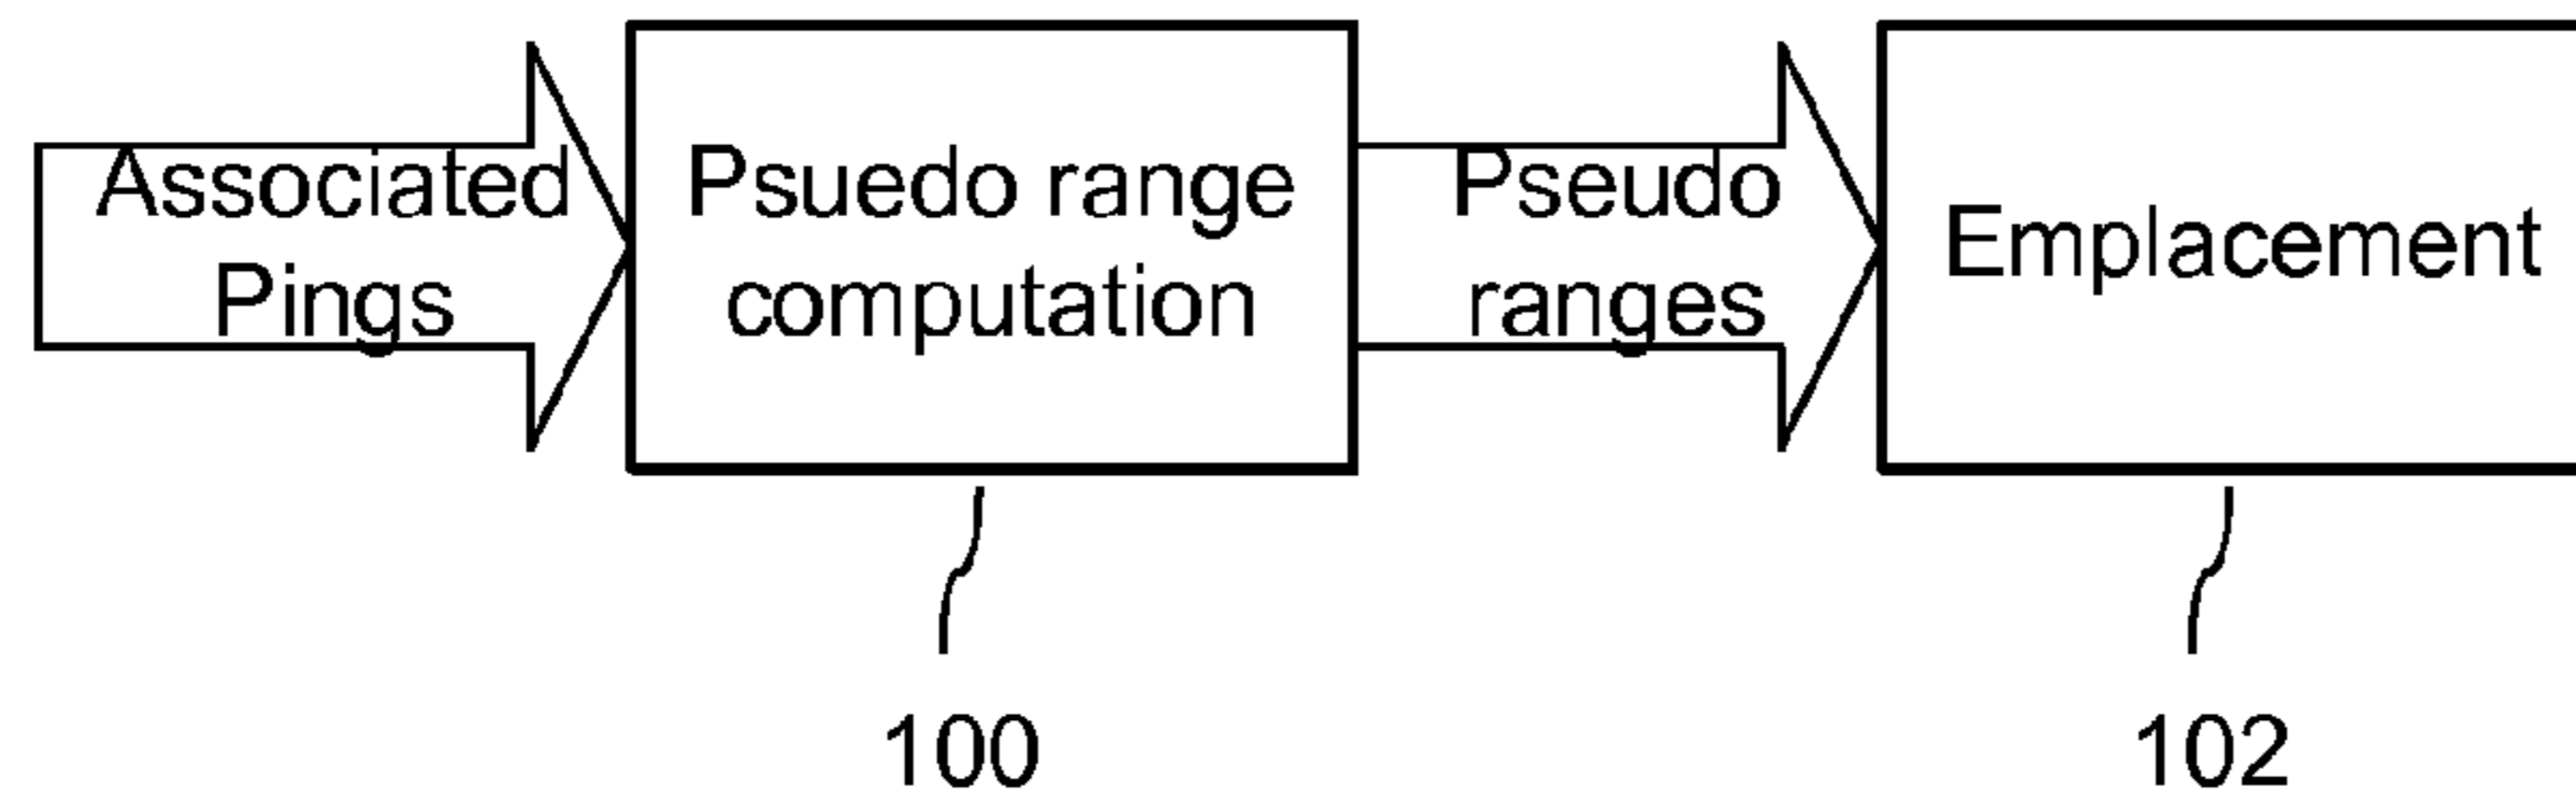 Associated
Pings
Psuedo range
computation
Pseudo
ranges
Emplacement
100
102